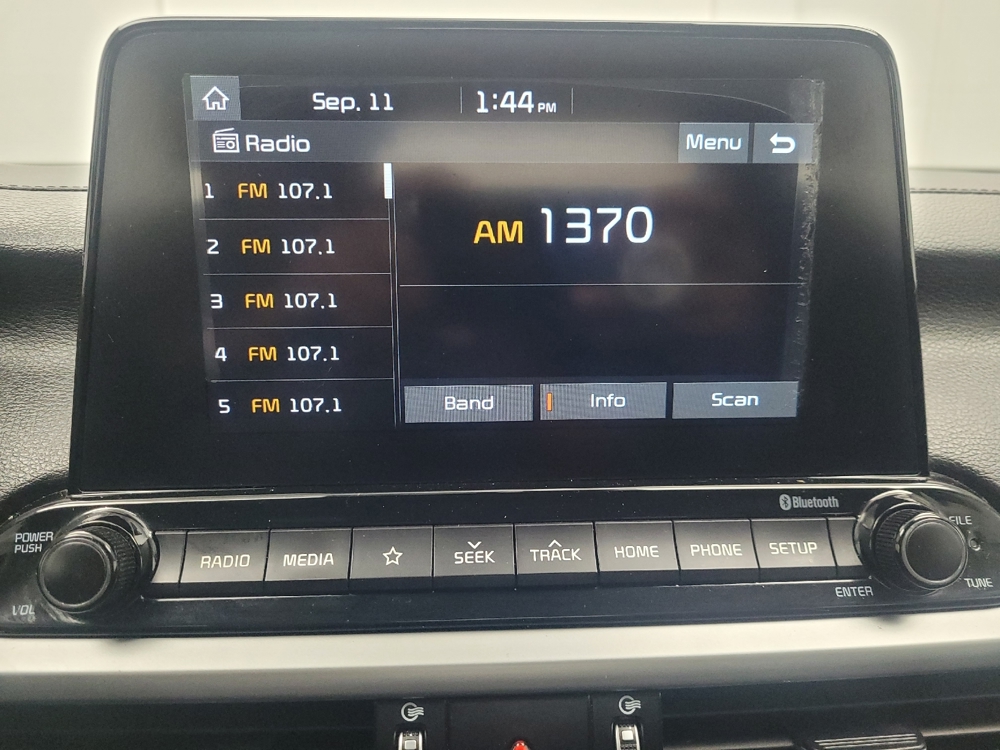 Sep. 11 1:44 PM
Radio Menu
1 FM 107.1
AM 1370
2 FM 107.1
3 FM 107.1
4 FM 107.1
5 FM 107.1
Band Info Scan
Bluetooth
POWER PUSH
VOL
RADIO MEDIA SEEK TRACK HOME PHONE SETUP
FILE
TUNE
ENTER